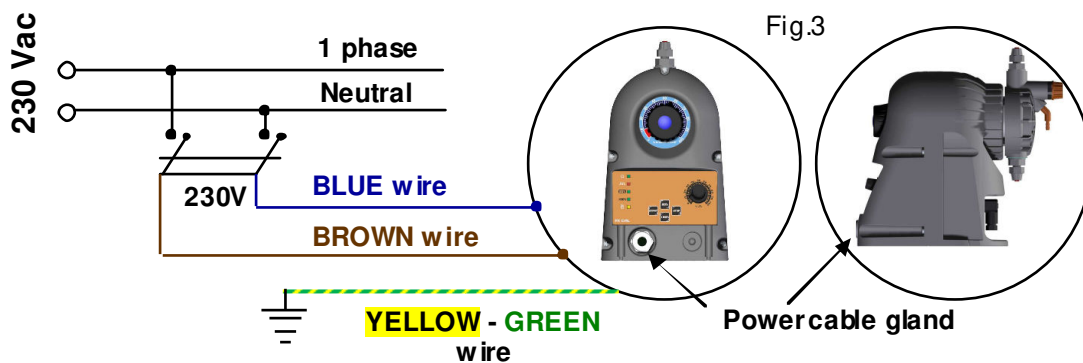 Fig.3
230 Vac
1 phase
Neutral
230V
BLUE wire
BROWN wire
YELLOW - GREEN
wire
Power cable gland